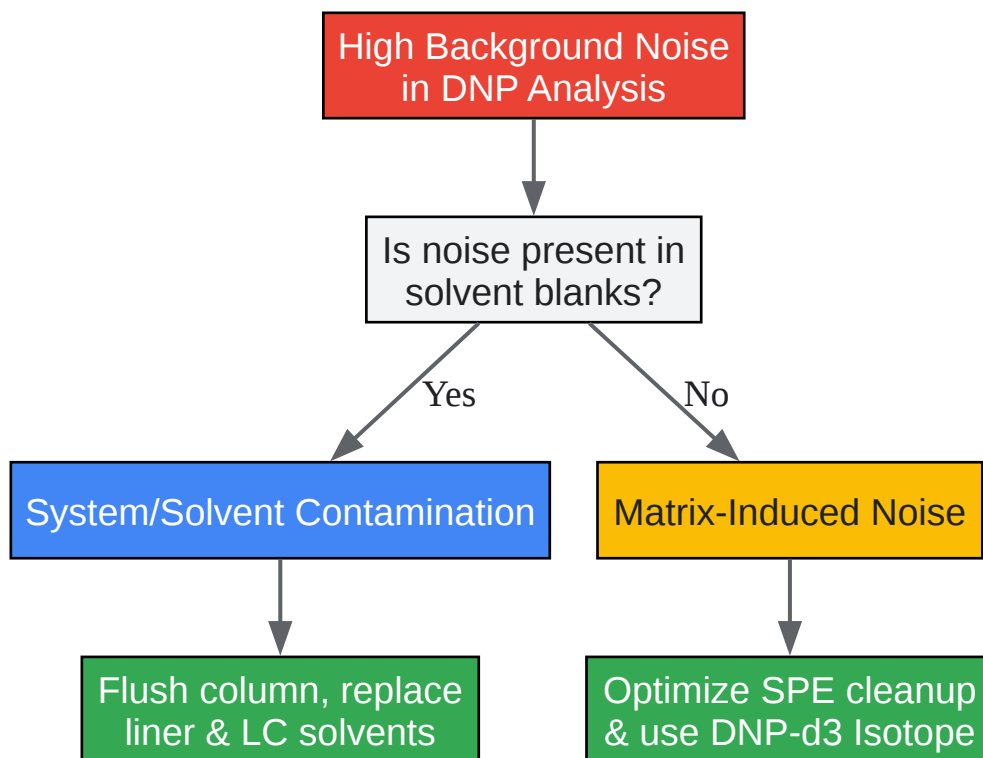 High Background Noise
in DNP Analysis
Is noise present in
solvent blanks?
Yes
No
System/Solvent Contamination
Matrix-Induced Noise
Flush column, replace
liner & LC solvents
Optimize SPE cleanup
& use DNP-d3 Isotope